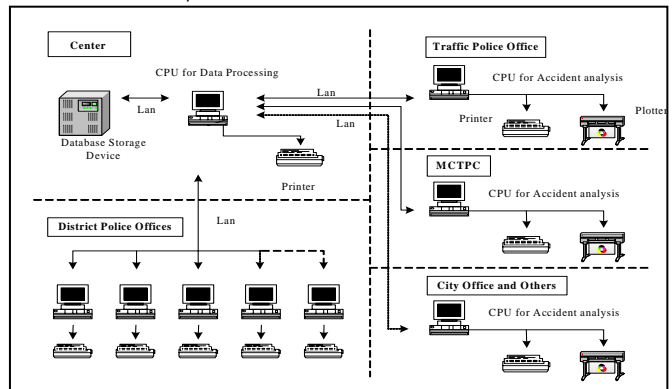 Center
CPU for Data Processing
Lan
Database Storage
Device
Printer
Lan
Lan
Traffic Police Office
CPU for Accident analysis
Printer
Plotter
MCTPC
CPU for Accident analysis
City Office and Others
CPU for Accident analysis
District Police Offices
Lan